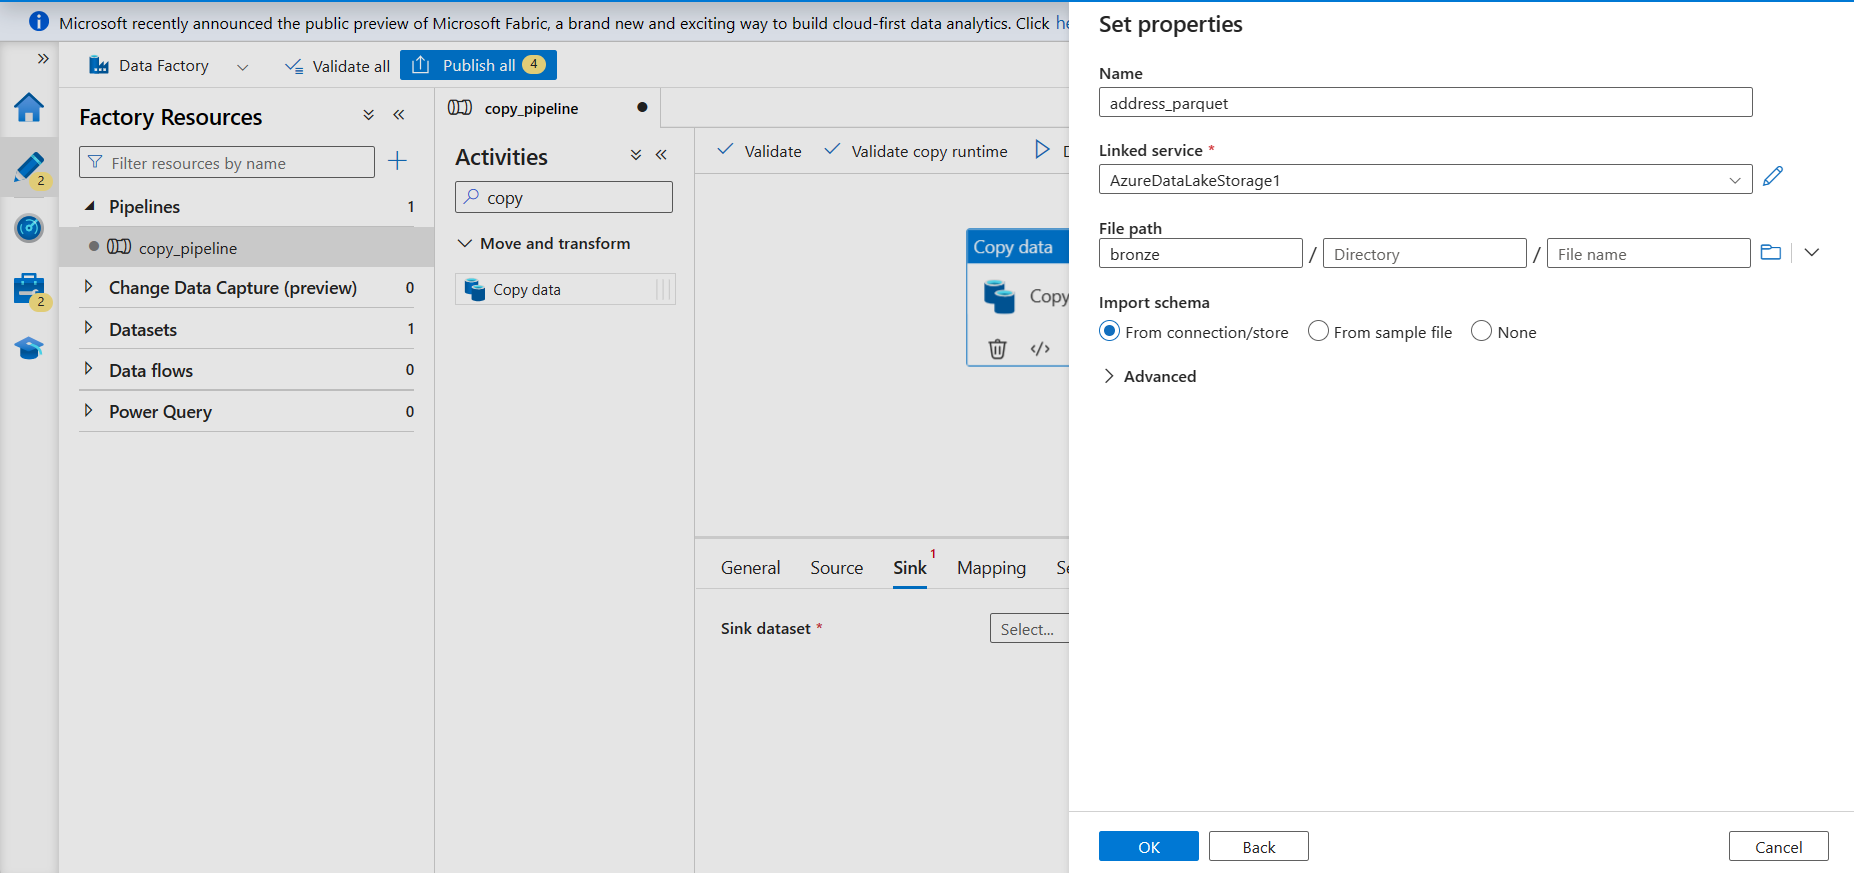 Microsoft recently announced the public preview of Microsoft Fabric, a brand new and exciting way to build cloud-first data analytics. Click he
Data Factory
Validate all
Publish all 4
2
2
Factory Resources
Filter resources by name
Pipelines 1
copy_pipeline
Change Data Capture (preview) 0
Datasets 1
Data flows 0
Power Query 0
copy_pipeline
Activities
copy
Move and transform
Copy data
Validate
Validate copy runtime
D
Copy data
Copy
General
Source
Sink 1
Mapping
Se
Sink dataset *
Select...
Set properties
Name
address_parquet
Linked service *
AzureDataLakeStorage1
File path
bronze / Directory / File name
Import schema
From connection/store
From sample file
None
Advanced
OK
Back
Cancel